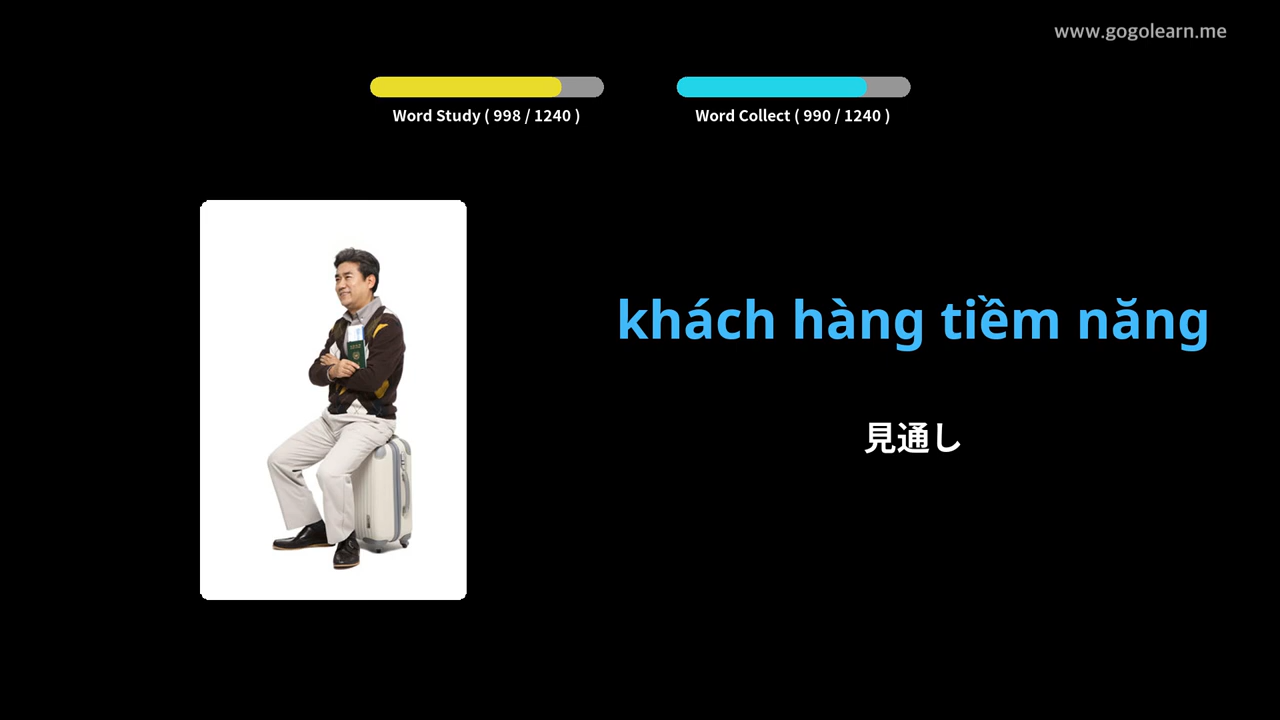 www.gogolearn.me
Word Study ( 998 / 1240 )
Word Collect ( 990 / 1240 )
khách hàng tiềm năng
見通し